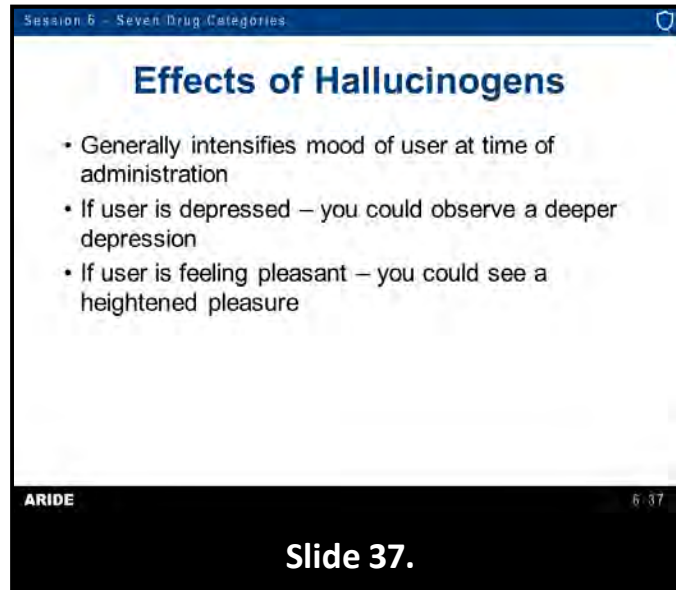 Session 6 – Seven Drug Categories
Effects of Hallucinogens
• Generally intensifies mood of user at time of
administration
• If user is depressed – you could observe a deeper
depression
• If user is feeling pleasant – you could see a
heightened pleasure
ARIDE
6-37
Slide 37.